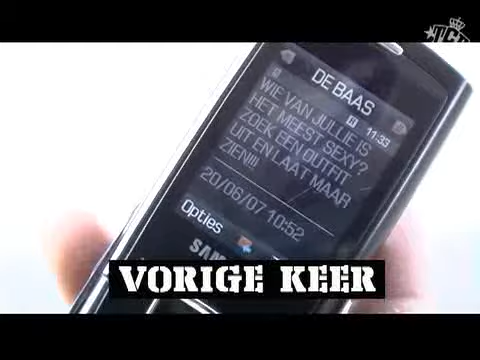 DE BAAS
11:33
WIE VAN JULLIE IS
HET MEEST SEXY?
ZOEK EEN OUTFIT
UIT EN LAAT MAAR
ZIEN!!!
20/06/07 10:52
Opties
VORIGE KEER